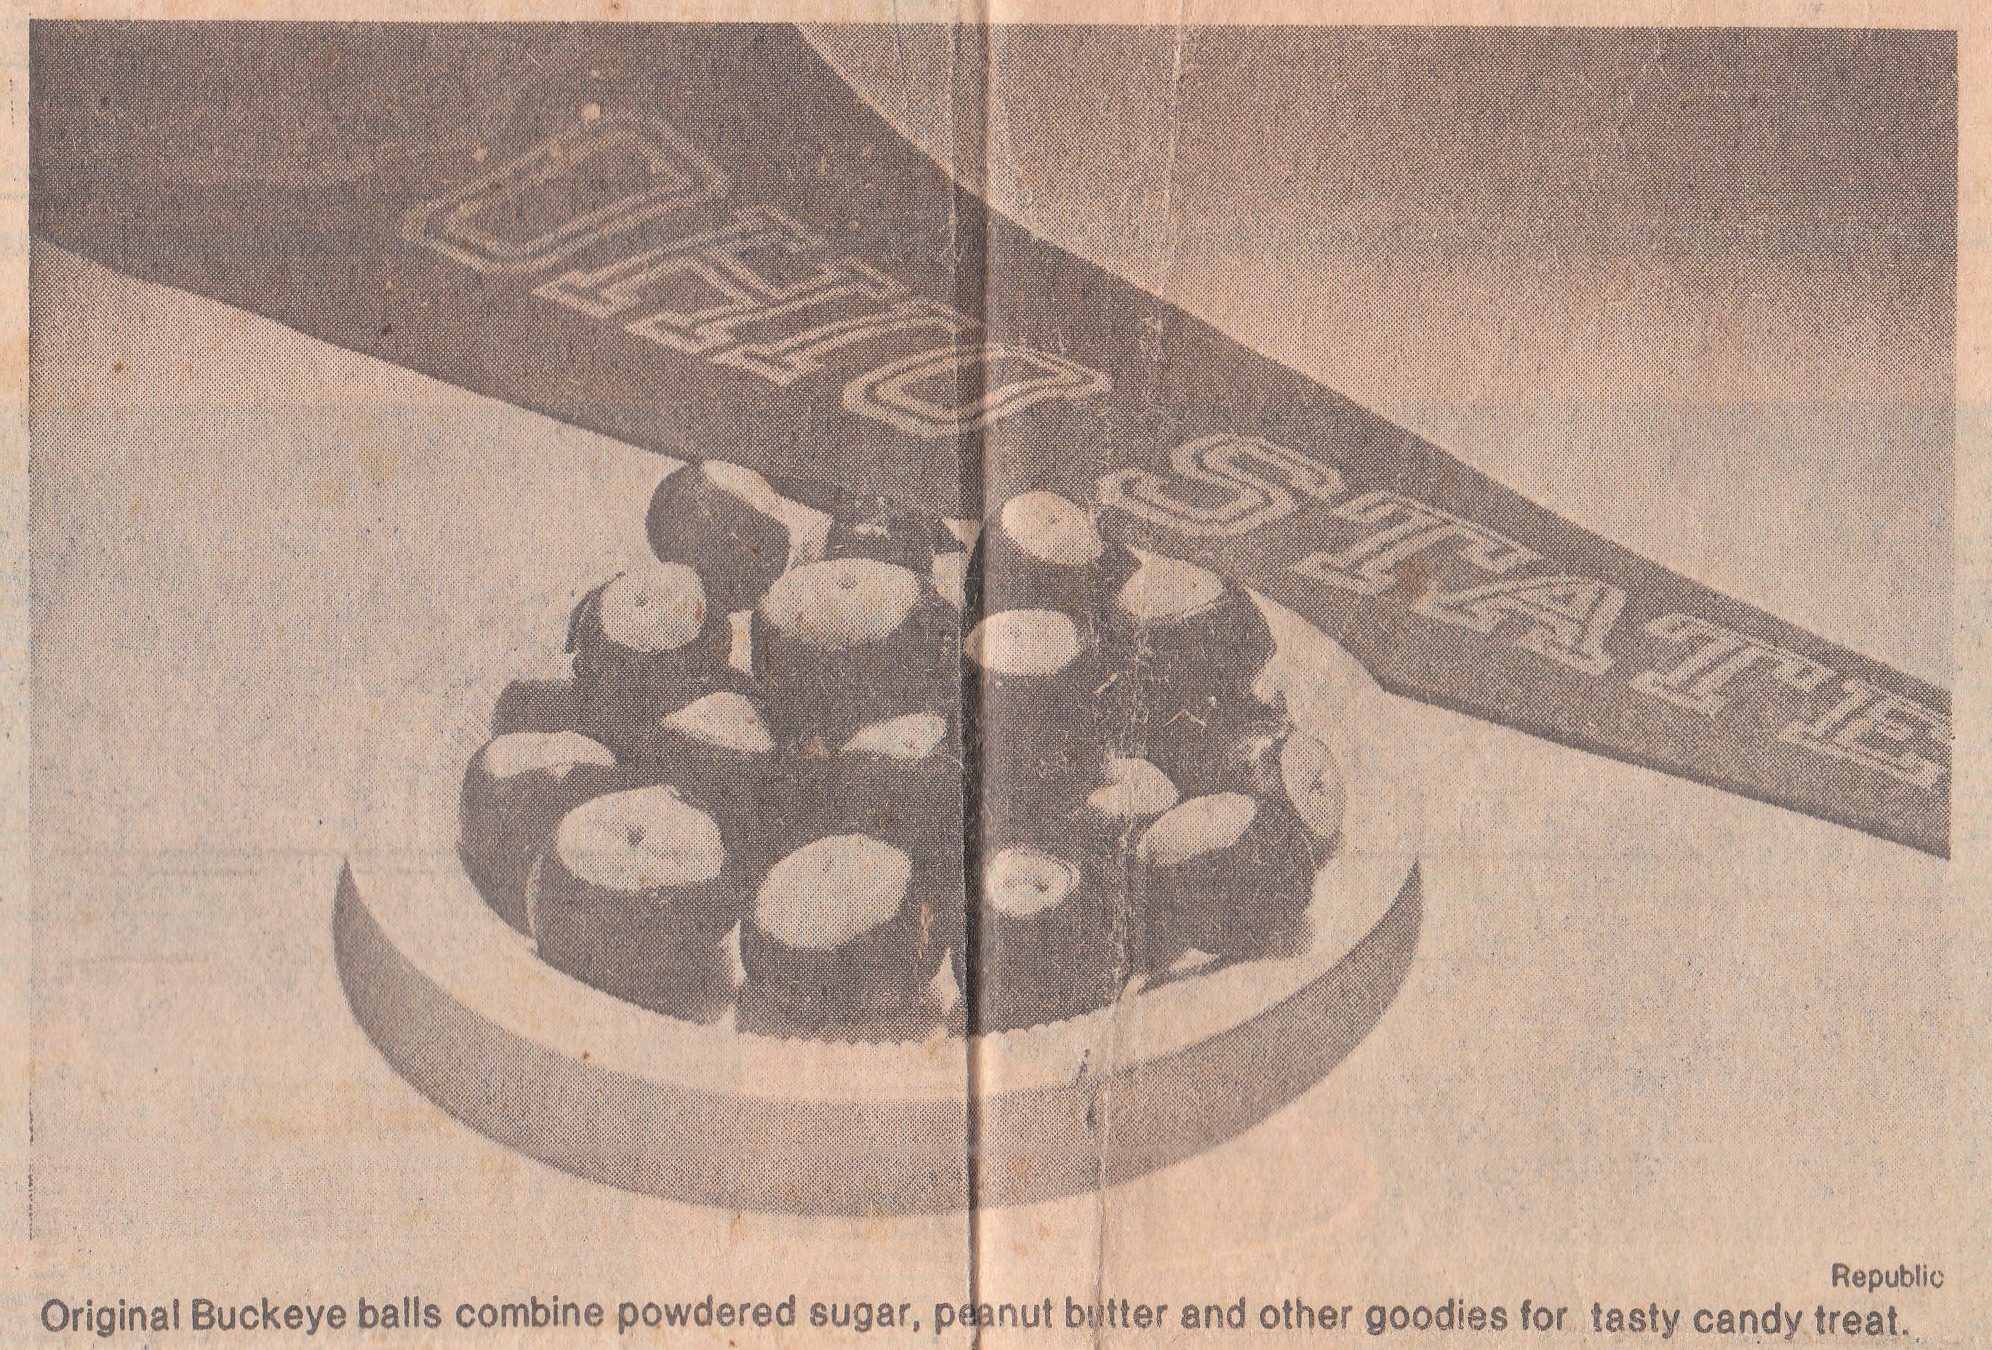 OHIO STATE
Republic
Original Buckeye balls combine powdered sugar, peanut butter and other goodies for tasty candy treat.